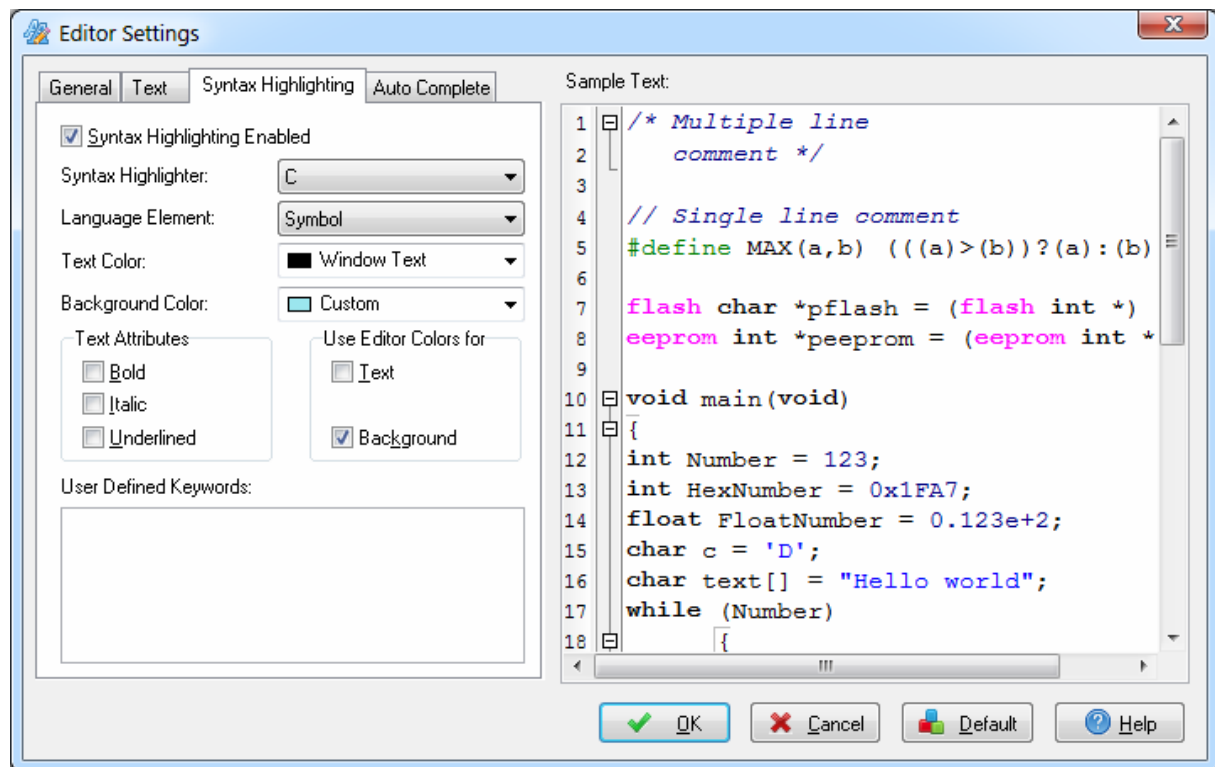 Editor Settings
General Text Syntax Highlighting Auto Complete
Syntax Highlighting Enabled
Syntax Highlighter: C
Language Element: Symbol
Text Color: Window Text
Background Color: Custom
Text Attributes
Bold
Italic
Underlined
Use Editor Colors for
Text
Background
User Defined Keywords:
Sample Text:
1 /* Multiple line
2 comment */
3
4 // Single line comment
5 #define MAX(a,b) (((a)>(b))?(a):(b)
6
7 flash char *pflash = (flash int *)
8 eeprom int *peeprom = (eeprom int *
9
10 void main(void)
11 {
12 int Number = 123;
13 int HexNumber = 0x1FA7;
14 float FloatNumber = 0.123e+2;
15 char c = 'D';
16 char text[] = "Hello world";
17 while (Number)
18 {
OK Cancel Default Help